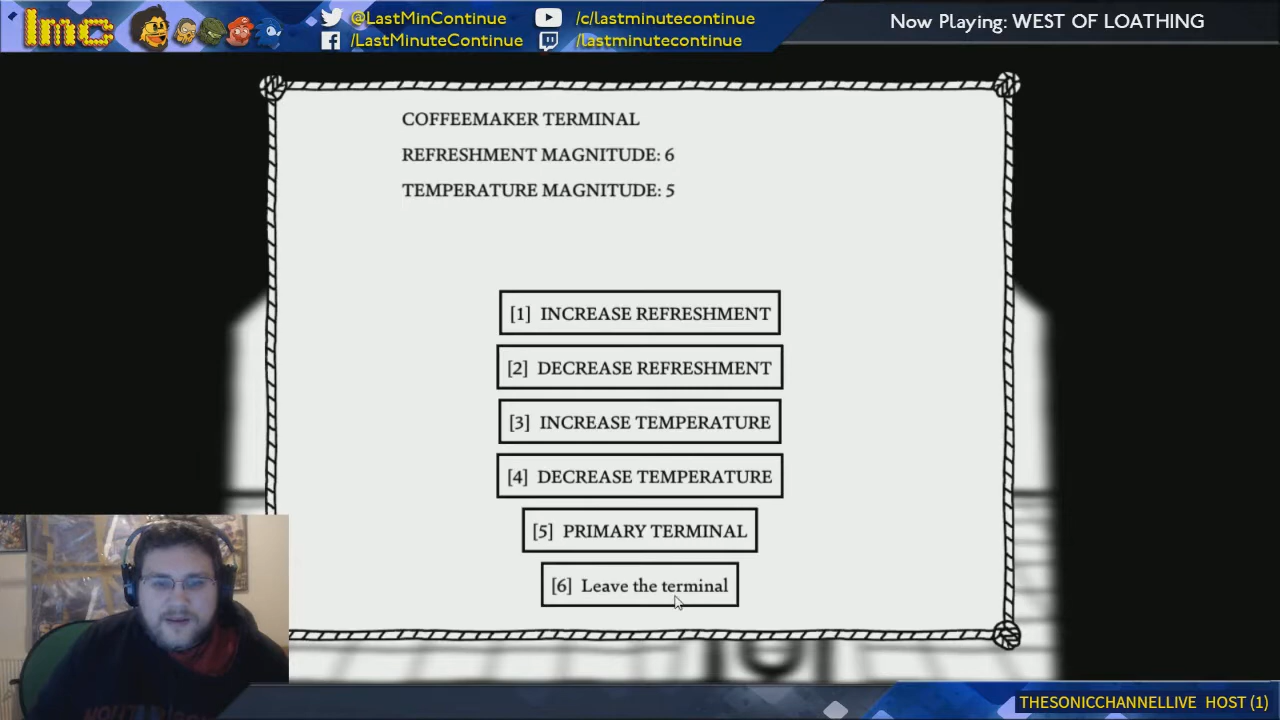 lmc
@LastMinContinue
/c/lastminutecontinue
/LastMinuteContinue
/lastminutecontinue
Now Playing: WEST OF LOATHING
COFFEEMAKER TERMINAL
REFRESHMENT MAGNITUDE: 6
TEMPERATURE MAGNITUDE: 5
[1] INCREASE REFRESHMENT
[2] DECREASE REFRESHMENT
[3] INCREASE TEMPERATURE
[4] DECREASE TEMPERATURE
[5] PRIMARY TERMINAL
[6] Leave the terminal
THESONICCHANNELLIVE HOST (1)